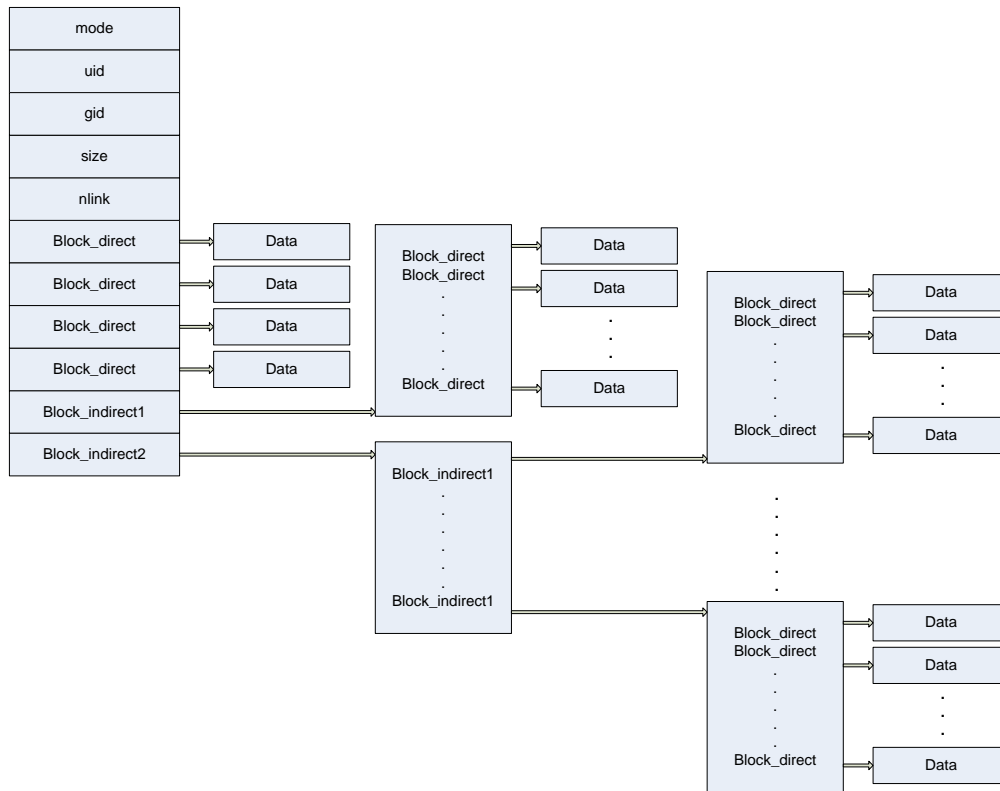 mode
uid
gid
size
nlink
Block_direct
Block_direct
Block_direct
Block_direct
Block_indirect1
Block_indirect2
Data
Data
Data
Data
Block_direct
Block_direct
.
.
.
.
.
Block_direct
Data
Data
.
.
.
Data
Block_indirect1
.
.
.
.
.
.
Block_indirect1
Block_direct
Block_direct
.
.
.
.
.
Block_direct
Data
Data
.
.
.
Data
.
.
.
.
.
.
Block_direct
Block_direct
.
.
.
.
.
Block_direct
Data
Data
.
.
.
Data